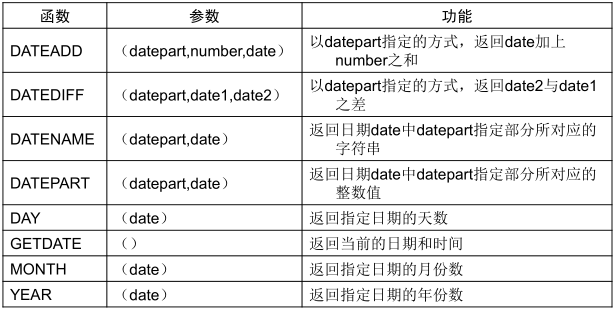 函数 参数 功能
DATEADD （datepart,number,date） 以datepart指定的方式，返回date加上
number之和
DATEDIFF （datepart,date1,date2） 以datepart指定的方式，返回date2与date1
之差
DATENAME （datepart,date） 返回日期date中datepart指定部分所对应的
字符串
DATEPART （datepart,date） 返回日期date中datepart指定部分所对应的
整数值
DAY （date） 返回指定日期的天数
GETDATE （） 返回当前的日期和时间
MONTH （date） 返回指定日期的月份数
YEAR （date） 返回指定日期的年份数